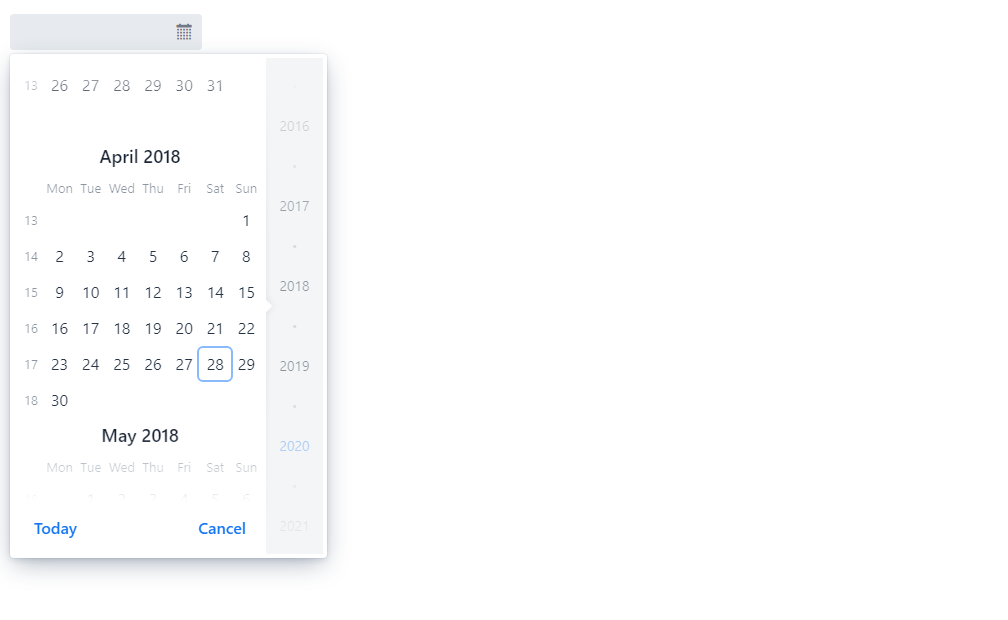 13 26 27 28 29 30 31
2016
April 2018
Mon Tue Wed Thu Fri Sat Sun
2017
13 1
14 2 3 4 5 6 7 8
2018
15 9 10 11 12 13 14 15
16 16 17 18 19 20 21 22
17 23 24 25 26 27 28 29
2019
18 30
May 2018
2020
Mon Tue Wed Thu Fri Sat Sun
Today Cancel
2021